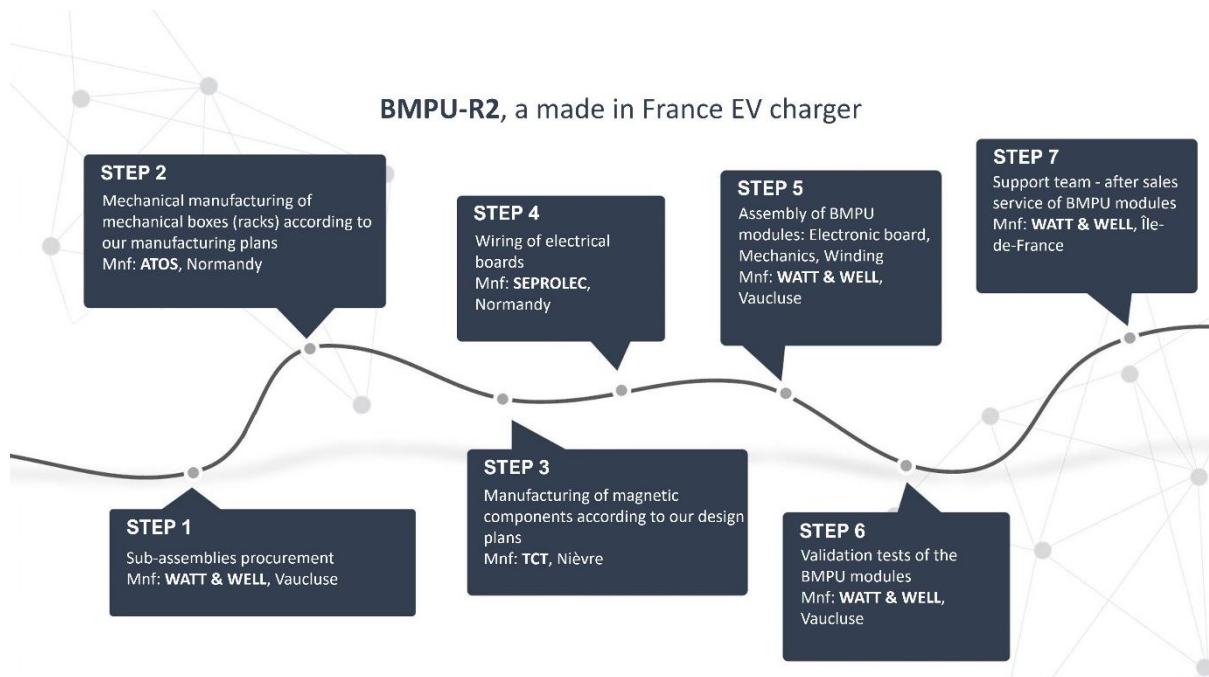 BMPU-R2, a made in France EV charger
STEP 1
Sub-assemblies procurement
Mnf: WATT & WELL, Vaucluse
STEP 2
Mechanical manufacturing of
mechanical boxes (racks) according to
our manufacturing plans
Mnf: ATOS, Normandy
STEP 3
Manufacturing of magnetic
components according to our design
plans
Mnf: TCT, Nièvre
STEP 4
Wiring of electrical
boards
Mnf: SEPROLEC,
Normandy
STEP 5
Assembly of BMPU
modules: Electronic board,
Mechanics, Winding
Mnf: WATT & WELL,
Vaucluse
STEP 6
Validation tests of the
BMPU modules
Mnf: WATT & WELL,
Vaucluse
STEP 7
Support team - after sales
service of BMPU modules
Mnf: WATT & WELL, Île-
de-France